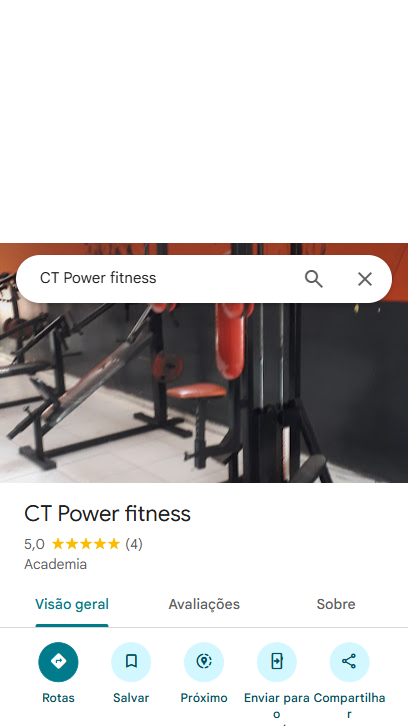 CT Power fitness
CT Power fitness
5,0 (4)
Academia
Visão geral Avaliações Sobre
Rotas Salvar Próximo Enviar para Compartilha
o r